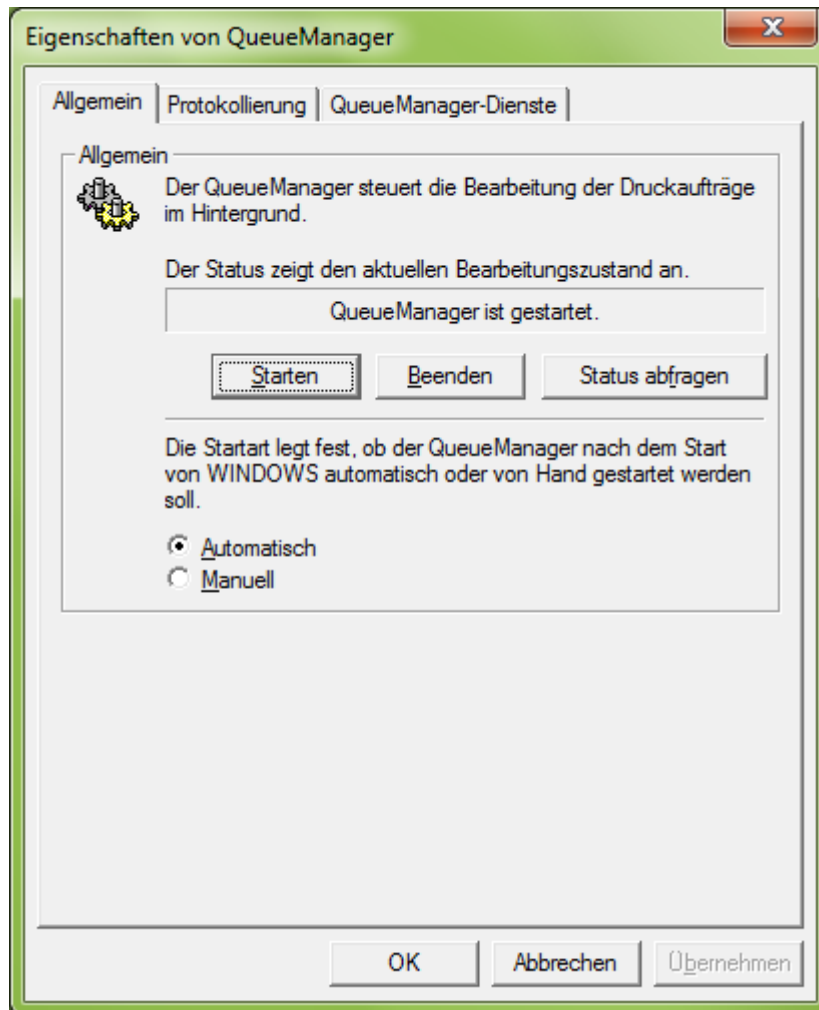 Eigenschaften von QueueManager
Allgemein
Protokollierung
QueueManager-Dienste
Allgemein
Der QueueManager steuert die Bearbeitung der Druckaufträge
im Hintergrund.
Der Status zeigt den aktuellen Bearbeitungszustand an.
QueueManager ist gestartet.
Starten
Beenden
Status abfragen
Die Startart legt fest, ob der QueueManager nach dem Start
von WINDOWS automatisch oder von Hand gestartet werden
soll.
Automatisch
Manuell
OK
Abbrechen
Übernehmen